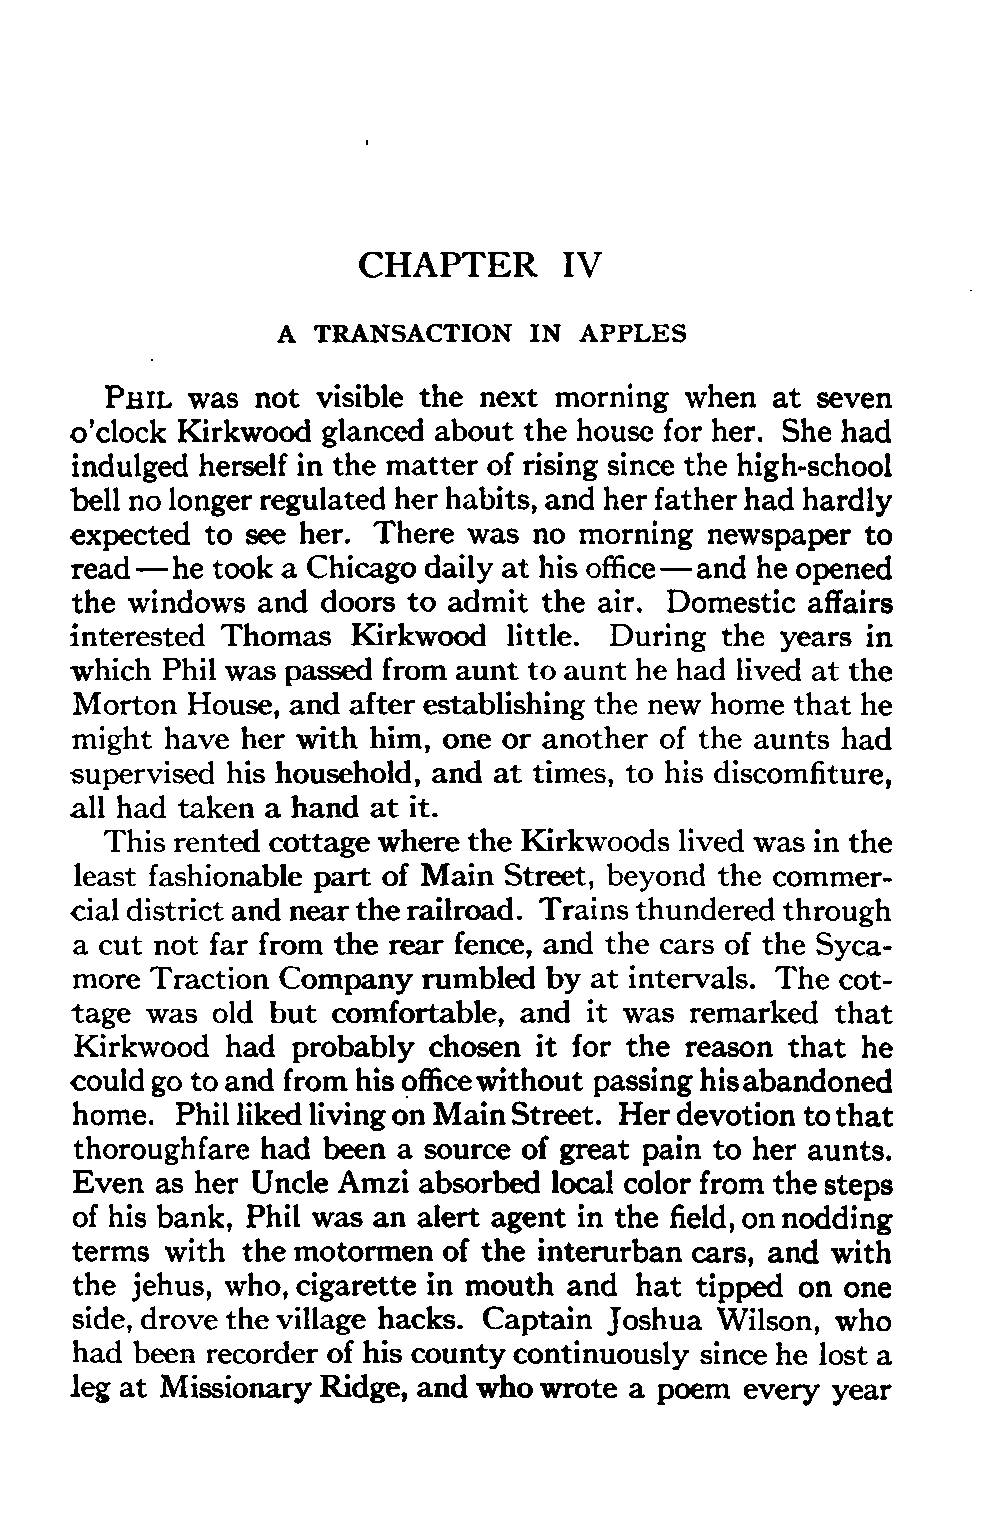 CHAPTER IV
A TRANSACTION IN APPLES
PHIL was not visible the next morning when at seven
o'clock Kirkwood glanced about the house for her. She had
indulged herself in the matter of rising since the high-school
bell no longer regulated her habits, and her father had hardly
expected to see her. There was no morning newspaper to
read—he took a Chicago daily at his office—and he opened
the windows and doors to admit the air. Domestic affairs
interested Thomas Kirkwood little. During the years in
which Phil was passed from aunt to aunt he had lived at the
Morton House, and after establishing the new home that he
might have her with him, one or another of the aunts had
supervised his household, and at times, to his discomfiture,
all had taken a hand at it.
This rented cottage where the Kirkwoods lived was in the
least fashionable part of Main Street, beyond the commer-
cial district and near the railroad. Trains thundered through
a cut not far from the rear fence, and the cars of the Syca-
more Traction Company rumbled by at intervals. The cot-
tage was old but comfortable, and it was remarked that
Kirkwood had probably chosen it for the reason that he
could go to and from his office without passing his abandoned
home. Phil liked living on Main Street. Her devotion to that
thoroughfare had been a source of great pain to her aunts.
Even as her Uncle Amzi absorbed local color from the steps
of his bank, Phil was an alert agent in the field, on nodding
terms with the motormen of the interurban cars, and with
the jehus, who, cigarette in mouth and hat tipped on one
side, drove the village hacks. Captain Joshua Wilson, who
had been recorder of his county continuously since he lost a
leg at Missionary Ridge, and who wrote a poem every year